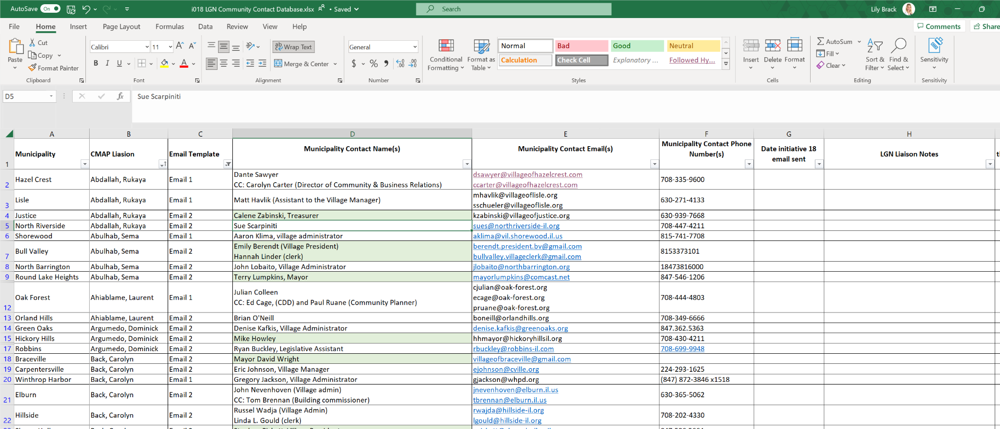 AutoSave On i018 LGN Community Contact Database.xlsx • Saved Search Lily Brack
File Home Insert Page Layout Formulas Data Review View Help Comments Share
Paste Cut Copy Format Painter Clipboard
Calibri 11 B I U A Font
ab Wrap Text Merge & Center Alignment
General $ % Number
Conditional Formatting Format as Table
Normal Bad Good Neutral
Calculation Check Cell Explanatory ... Followed Hy...
Styles
Insert Delete Format Cells
AutoSum Fill Clear Sort & Filter Find & Select Editing
Sensitivity Sensitivity
D5 fx Sue Scarpiniti
A B C D E F G H
1 Municipality CMAP Liasion Email Template Municipality Contact Name(s) Municipality Contact Email(s) Municipality Contact Phone Number(s) Date initiative 18 email sent LGN Liaison Notes
2 Hazel Crest Abdallah, Rukaya Email 1 Dante Sawyer dsawyer@villageofhazelcrest.com 708-335-9600
CC: Carolyn Carter (Director of Community & Business Relations) ccarter@villageofhazelcrest.com
3 Lisle Abdallah, Rukaya Email 1 Matt Havlik (Assistant to the Village Manager) mhavlik@villageoflisle.org 630-271-4133
sschueler@villageoflisle.org
4 Justice Abdallah, Rukaya Email 2 Calene Zabinski, Treasurer kzabinski@villageofjustice.org 630-939-7668
5 North Riverside Abdallah, Rukaya Email 2 Sue Scarpiniti sues@northriverside-il.org 708-447-4211
6 Shorewood Abulhab, Sema Email 1 Aaron Klima, village administrator aklima@vil.shorewood.il.us 815-741-7708
7 Bull Valley Abulhab, Sema Email 2 Emily Berendt (Village President) berendt.president.bv@gmail.com 8153373101
Hannah Linder (clerk) bullvalley.villageclerk@gmail.com
8 North Barrington Abulhab, Sema Email 2 John Lobaito, Village Administrator jlobaito@northbarrington.org 18473816000
9 Round Lake Heights Abulhab, Sema Email 2 Terry Lumpkins, Mayor mayorlumpkins@comcast.net 847-546-1206
12 Oak Forest Ahiablame, Laurent Email 1 Julian Colleen cjulian@oak-forest.org 708-444-4803
CC: Ed Cage, (CDD) and Paul Ruane (Community Planner) ecage@oak-forest.org
pruane@oak-forest.org
13 Orland Hills Ahiablame, Laurent Email 2 Brian O'Neill boneill@orlandhills.org 708-349-6666
14 Green Oaks Argumedo, Dominick Email 2 Denise Kafkis, Village Administrator denise.kafkis@greenoaks.org 847.362.5363
15 Hickory Hills Argumedo, Dominick Email 2 Mike Howley hhmayor@hickoryhillsil.org 708-430-4211
17 Robbins Argumedo, Dominick Email 2 Ryan Buckley, Legislative Assistant rbuckley@robbins-il.com 708-699-9948
18 Braceville Back, Carolyn Email 2 Mayor David Wright villageofbraceville@gmail.com
19 Carpentersville Back, Carolyn Email 2 Eric Johnson, Village Manager ejohnson@cville.org 224-293-1625
20 Winthrop Harbor Back, Carolyn Email 1 Gregory Jackson, Village Administrator gjackson@whpd.org (847) 872-3846 x1518
21 Elburn Back, Carolyn Email 2 John Nevenhoven (Village admin) jnevenhoven@elburn.il.us 630-365-5062
CC: Tom Brennan (Building commissioner) tbrennan@elburn.il.us
22 Hillside Back, Carolyn Email 2 Russel Wadja (Village Admin) rwajda@hillside-il.org 708-202-4330
Linda L. Gould (clerk) lgould@hillside-il.org